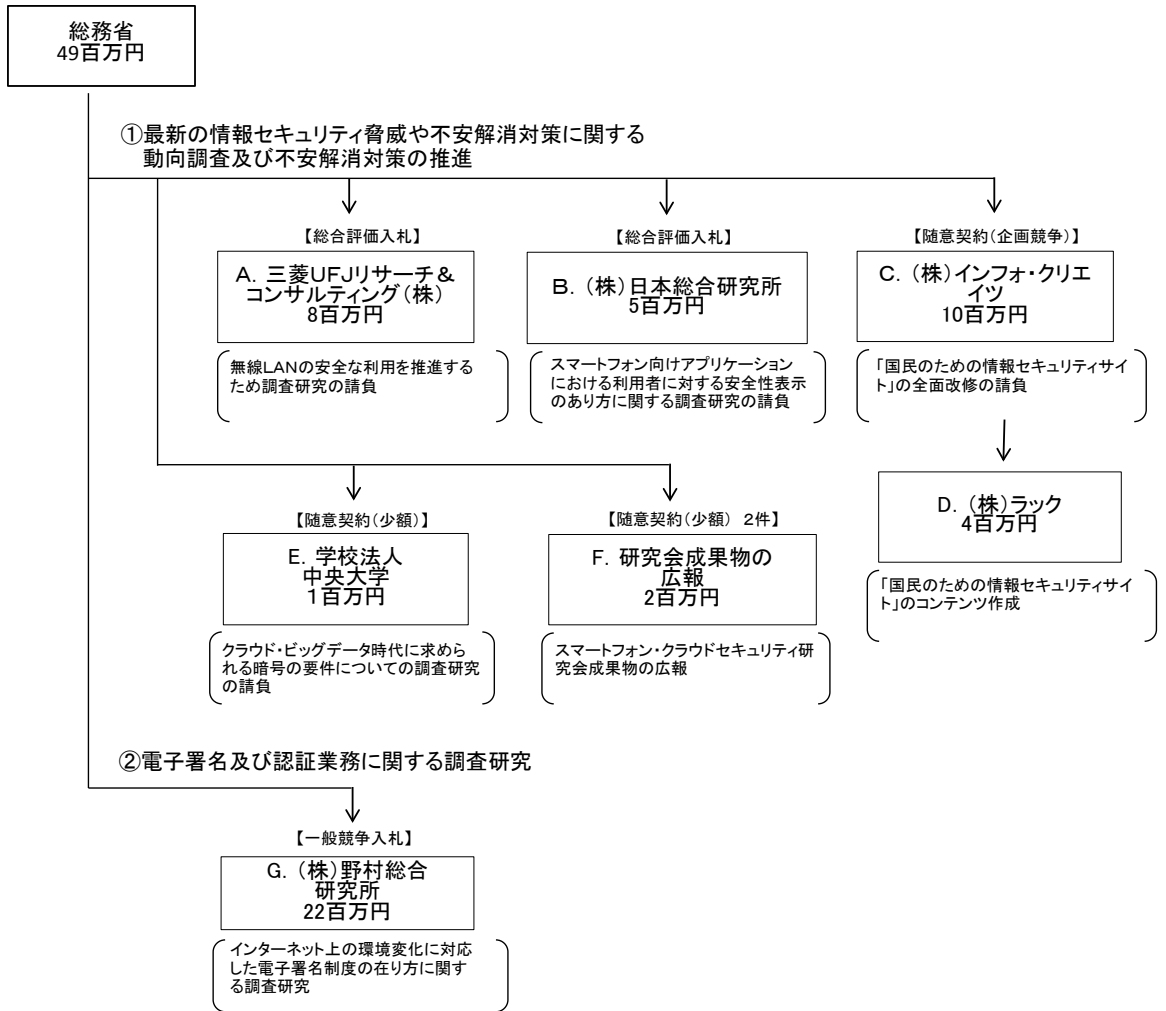 総務省
49百万円
①最新の情報セキュリティ脅威や不安解消対策に関する
動向調査及び不安解消対策の推進
【総合評価入札】
A．三菱UFJリサーチ＆
コンサルティング（株）
8百万円
無線LANの安全な利用を推進する
ため調査研究の請負
【総合評価入札】
B．（株）日本総合研究所
5百万円
スマートフォン向けアプリケーション
における利用者に対する安全性表示
のあり方に関する調査研究の請負
【随意契約（企画競争）】
C．（株）インフォ・クリエ
イツ
10百万円
「国民のための情報セキュリティサイ
ト」の全面改修の請負
D．（株）ラック
4百万円
「国民のための情報セキュリティサイ
ト」のコンテンツ作成
【随意契約（少額）】
E．学校法人
中央大学
1百万円
クラウド・ビッグデータ時代に求めら
れる暗号の要件についての調査研究
の請負
【随意契約（少額） 2件】
F．研究会成果物の
広報
2百万円
スマートフォン・クラウドセキュリティ研
究会成果物の広報
②電子署名及び認証業務に関する調査研究
【一般競争入札】
G．（株）野村総合
研究所
22百万円
インターネット上の環境変化に対応
した電子署名制度の在り方に関す
る調査研究